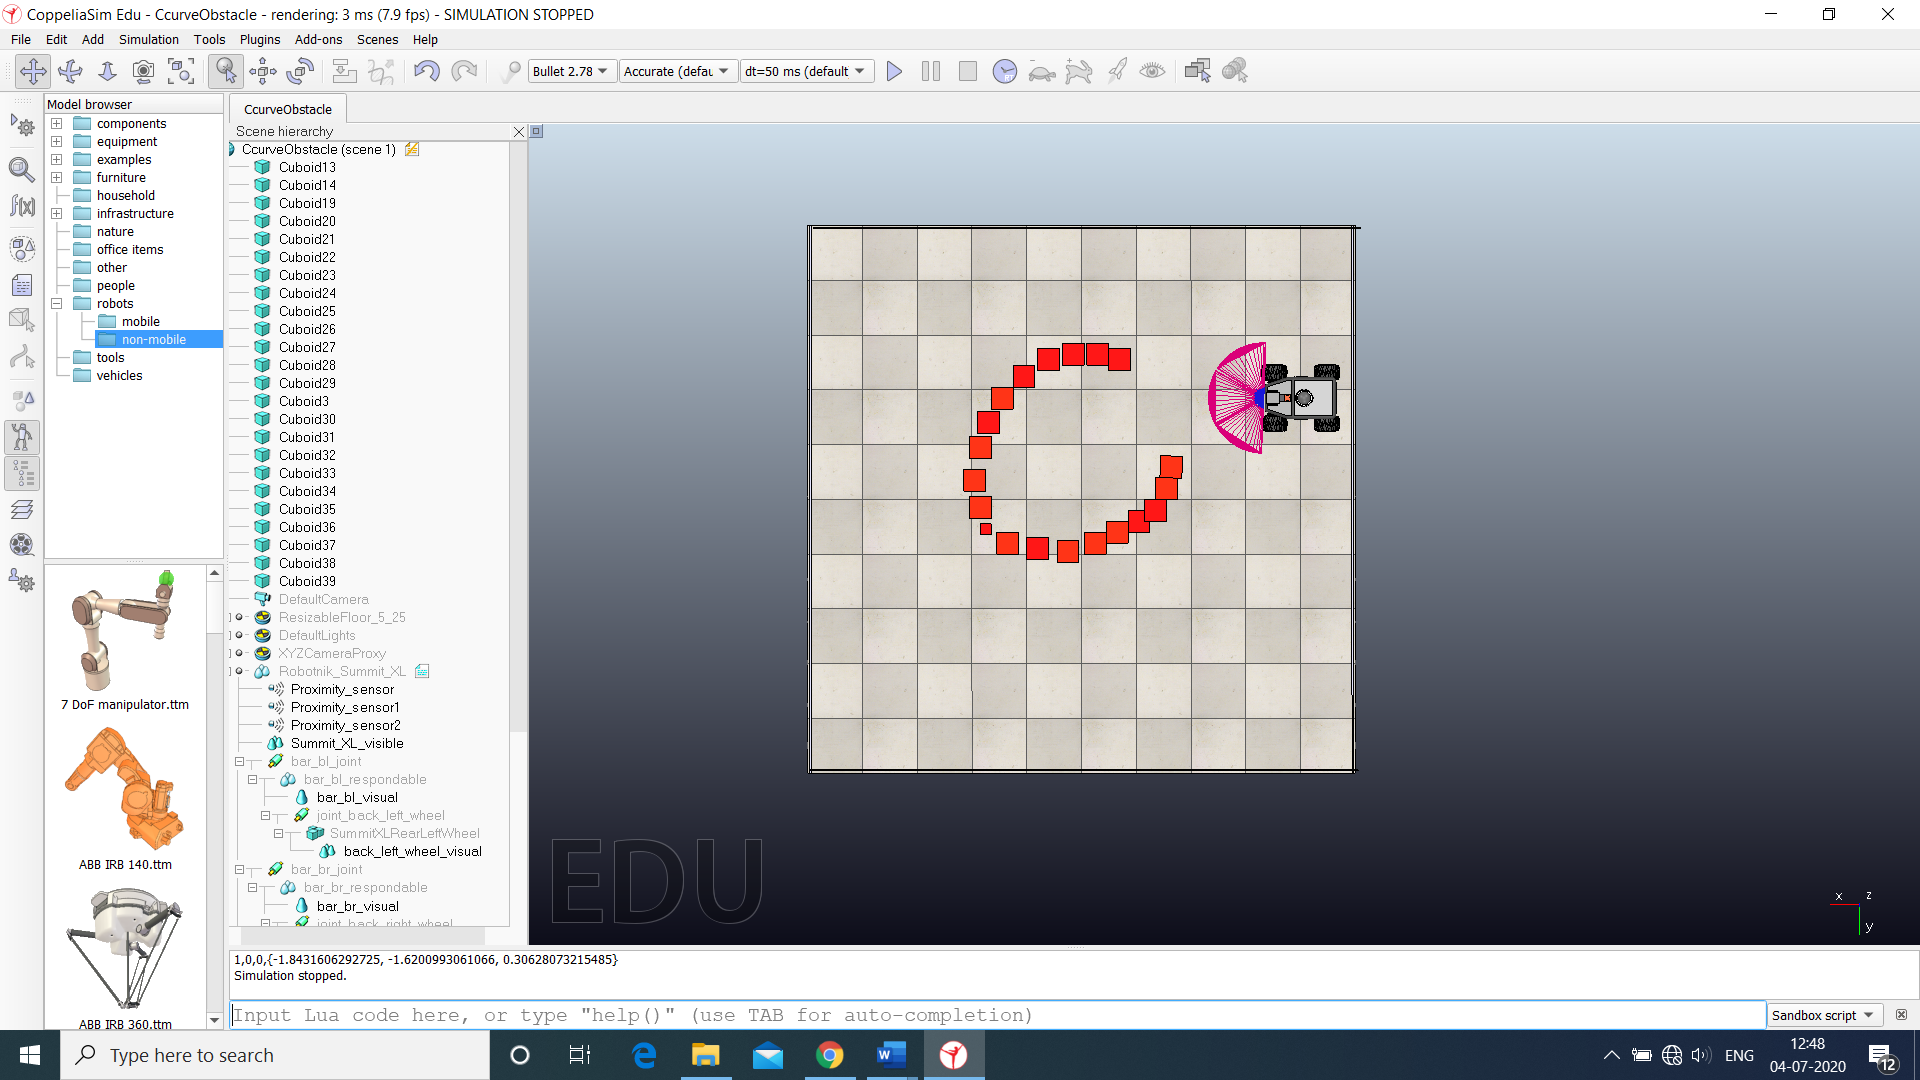 CoppeliaSim Edu - CcurveObstacle - rendering: 3 ms (7.9 fps) - SIMULATION STOPPED
File Edit Add Simulation Tools Plugins Add-ons Scenes Help
Bullet 2.78 Accurate (defau dt=50 ms (default
Model browser
components
equipment
examples
furniture
household
infrastructure
nature
office items
other
people
robots
mobile
non-mobile
tools
vehicles
7 DoF manipulator.ttm
ABB IRB 140.ttm
ABB IRB 360.ttm
CcurveObstacle
Scene hierarchy
CcurveObstacle (scene 1)
Cuboid13
Cuboid14
Cuboid19
Cuboid20
Cuboid21
Cuboid22
Cuboid23
Cuboid24
Cuboid25
Cuboid26
Cuboid27
Cuboid28
Cuboid29
Cuboid3
Cuboid30
Cuboid31
Cuboid32
Cuboid33
Cuboid34
Cuboid35
Cuboid36
Cuboid37
Cuboid38
Cuboid39
DefaultCamera
ResizableFloor_5_25
DefaultLights
XYZCameraProxy
Robotnik_Summit_XL
Proximity_sensor
Proximity_sensor1
Proximity_sensor2
Summit_XL_visible
bar_bl_joint
bar_bl_respondable
bar_bl_visual
joint_back_left_wheel
SummitXLRearLeftWheel
back_left_wheel_visual
bar_br_joint
bar_br_respondable
bar_br_visual
joint_back_right_wheel
EDU
x z
y
1,0,0,{-1.8431606292725, -1.6200993061066, 0.30628073215485}
Simulation stopped.
Input Lua code here, or type "help()" (use TAB for auto-completion)
Sandbox script
Type here to search
ENG
12:48
04-07-2020
12